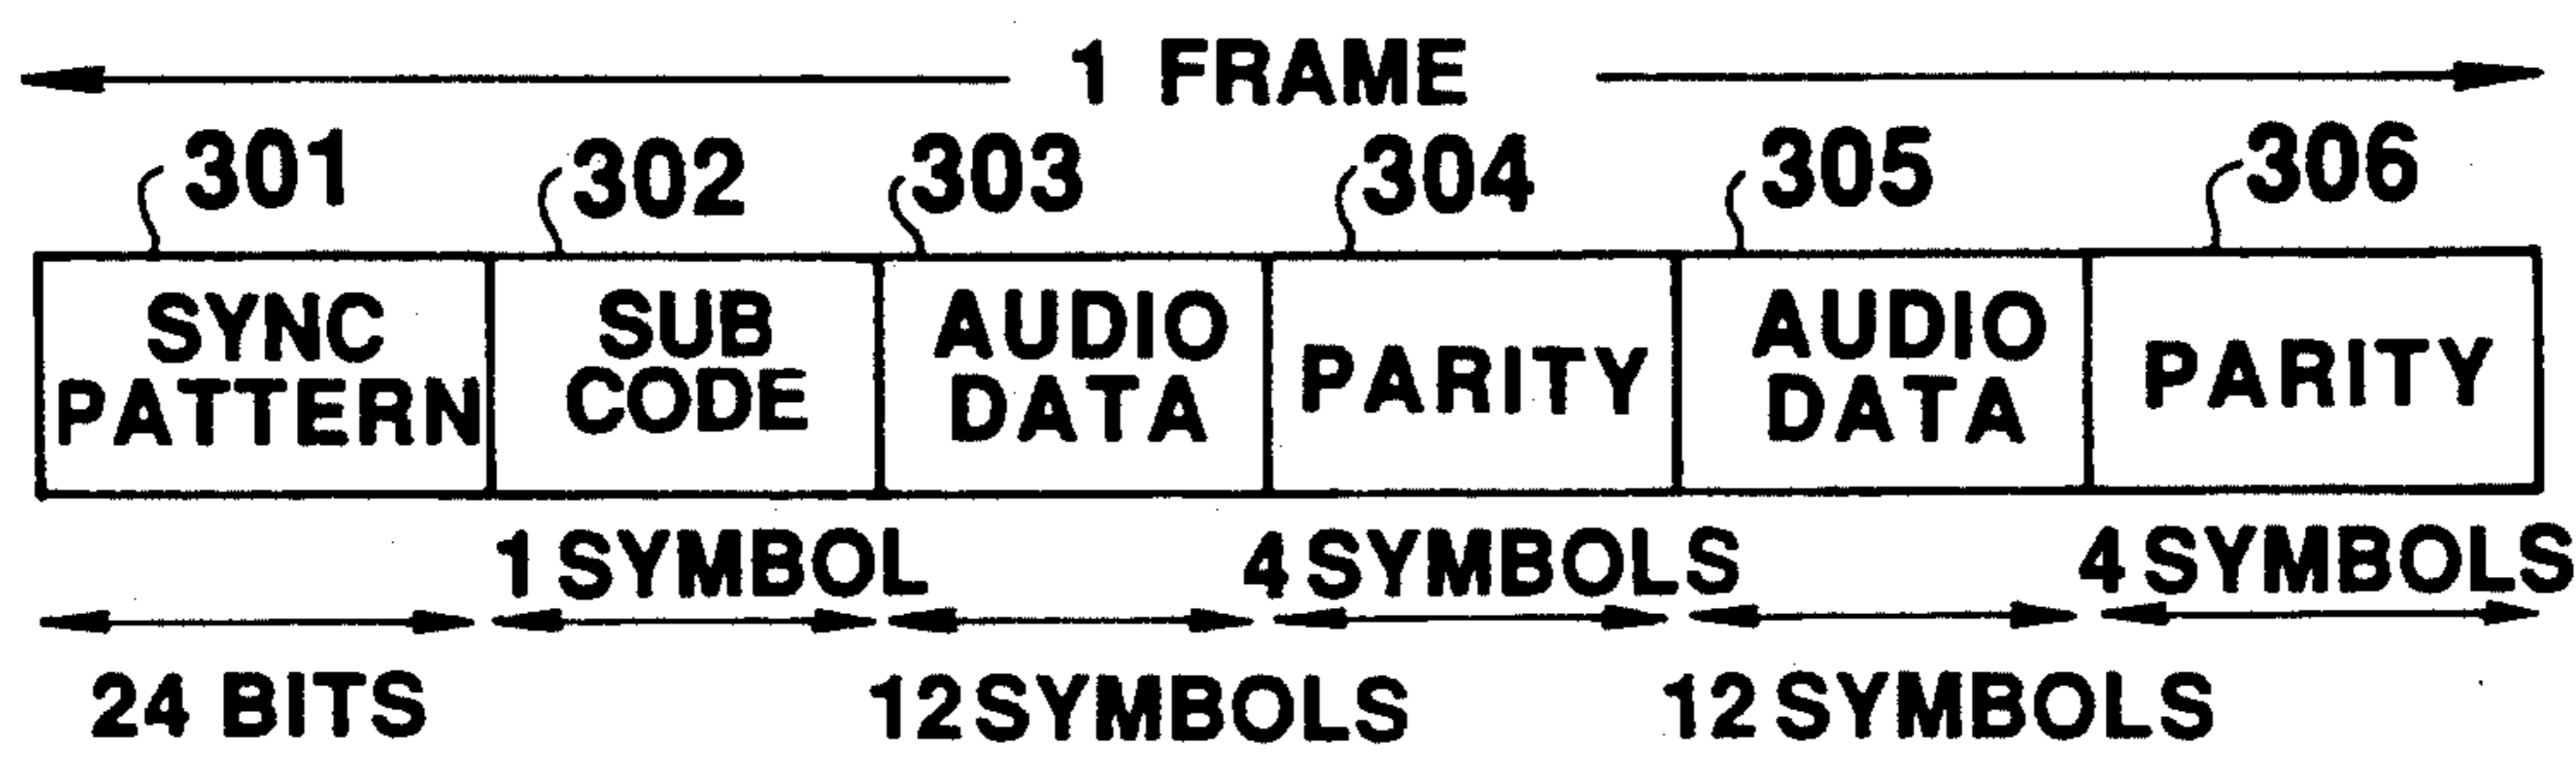 1 FRAME
301 302 303 304 305 306
SYNC PATTERN
SUB CODE
AUDIO DATA
PARITY
AUDIO DATA
PARITY
1 SYMBOL 4 SYMBOLS 4 SYMBOLS
24 BITS 12 SYMBOLS 12 SYMBOLS